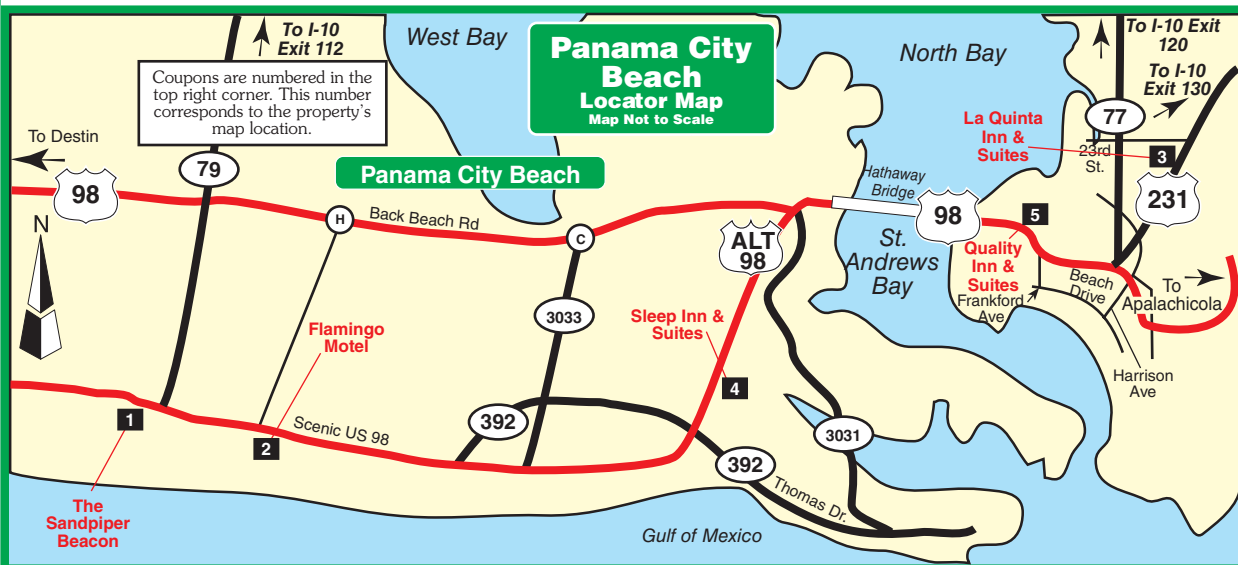 To I-10
Exit 112
West Bay
Panama City
Beach
Locator Map
Map Not to Scale
North Bay
To I-10 Exit
120
To I-10
Exit 130
Coupons are numbered in the
top right corner. This number
corresponds to the property's
map location.
To Destin
98
79
Panama City Beach
La Quinta
Inn &
Suites
77
23rd
St.
3
231
Hathaway
Bridge
98
5
H
Back Beach Rd
C
ALT
98
St.
Andrews
Bay
Quality
Inn &
Suites
Frankford
Ave
Beach
Drive
To
Apalachicola
N
3033
Flamingo
Motel
Sleep Inn &
Suites
4
Harrison
Ave
1
2
Scenic US 98
392
3031
392
Thomas Dr.
The
Sandpiper
Beacon
Gulf of Mexico